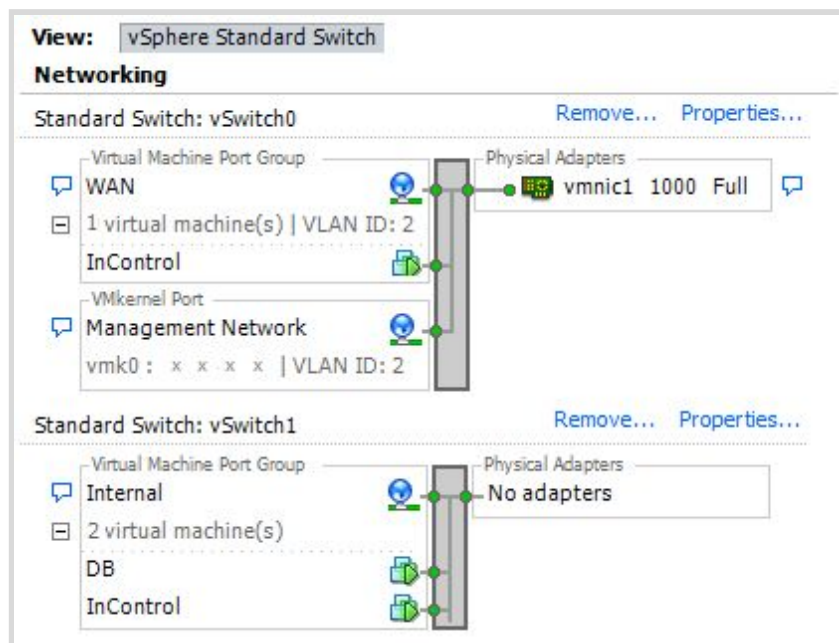 View: vSphere Standard Switch
Networking
Standard Switch: vSwitch0 Remove... Properties...
Virtual Machine Port Group
WAN
1 virtual machine(s) | VLAN ID: 2
InControl
VMkernel Port
Management Network
vmk0 : x x x x | VLAN ID: 2
Physical Adapters
vmnic1 1000 Full
Standard Switch: vSwitch1 Remove... Properties...
Virtual Machine Port Group
Internal
2 virtual machine(s)
DB
InControl
Physical Adapters
No adapters